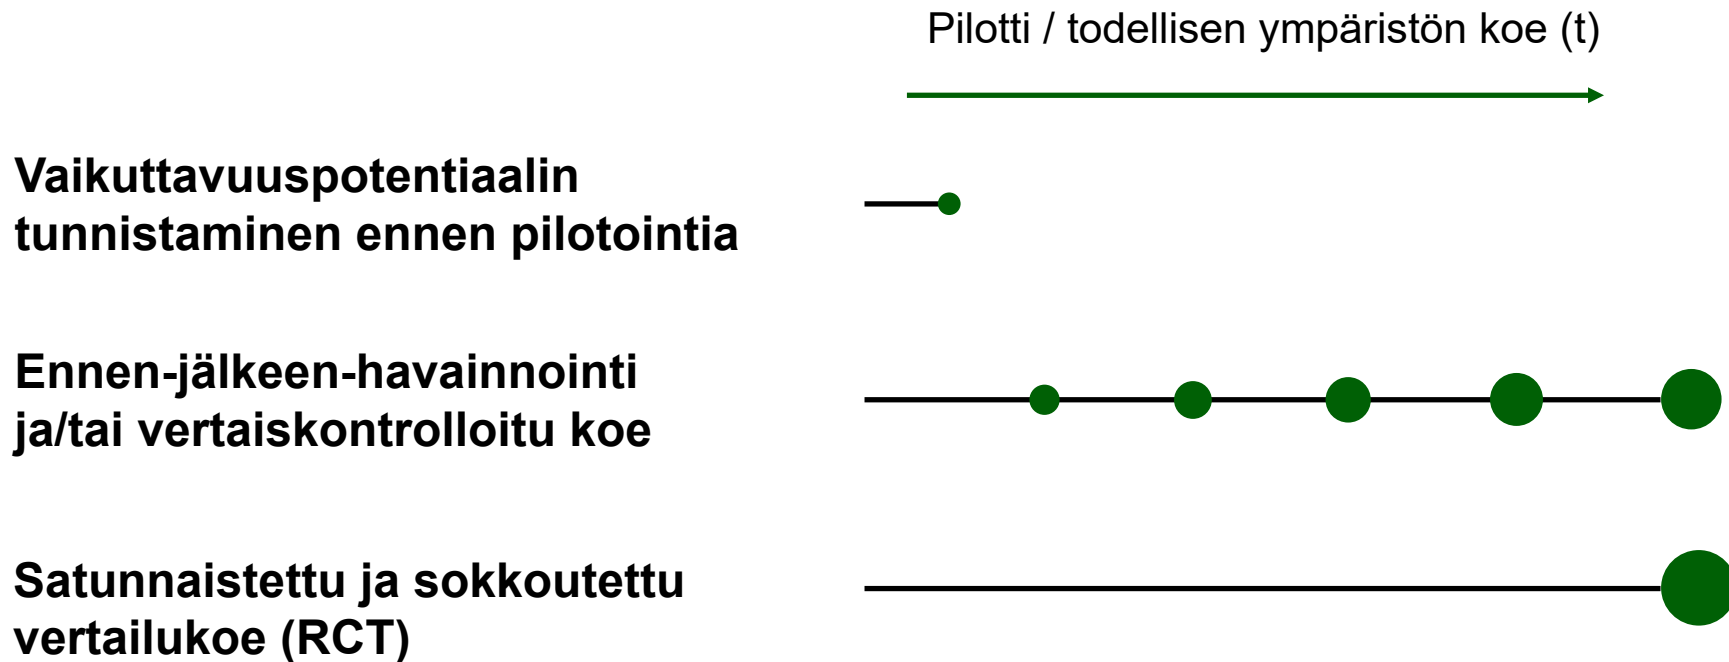 Pilotti / todellisen ympäristön koe (t)
Vaikuttavuuspotentiaalin
tunnistaminen ennen pilotointia
Ennen-jälkeen-havainnointi
ja/tai vertaiskontrolloitu koe
Satunnaistettu ja sokkoutettu
vertailukoe (RCT)